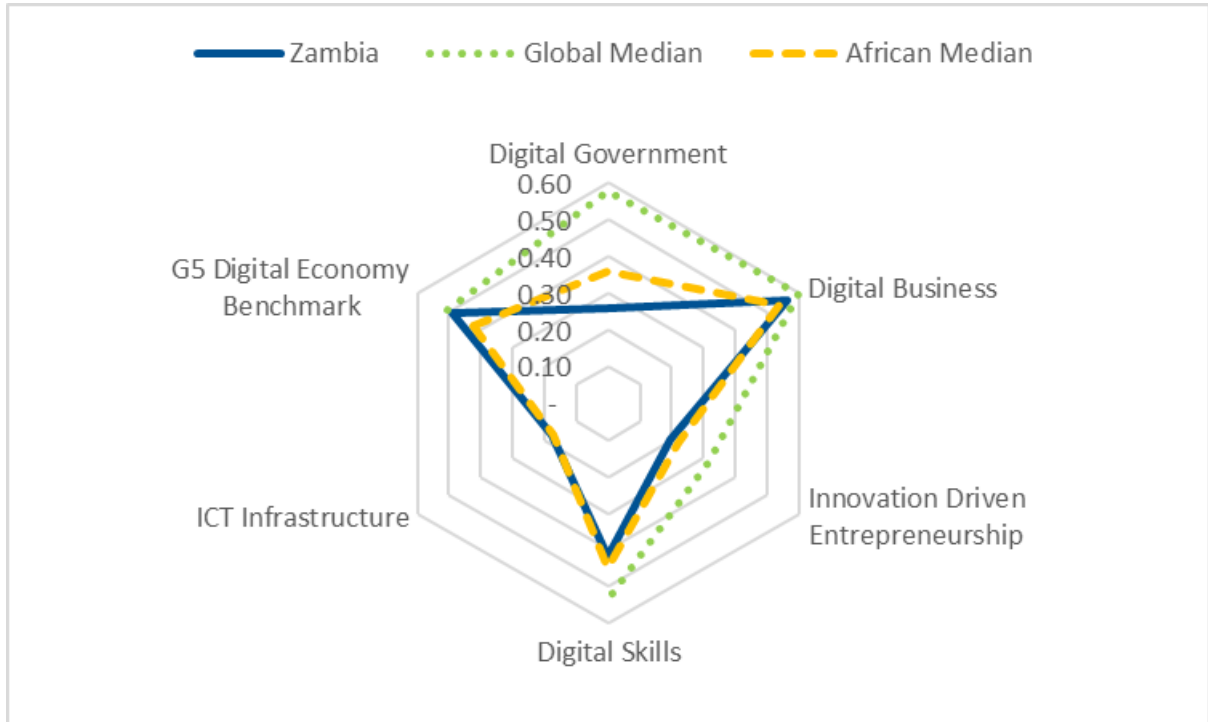 Zambia Global Median African Median
Digital Government
0.60
0.50
0.40
0.30
0.20
0.10
-
Digital Business
Innovation Driven
Entrepreneurship
Digital Skills
ICT Infrastructure
G5 Digital Economy
Benchmark